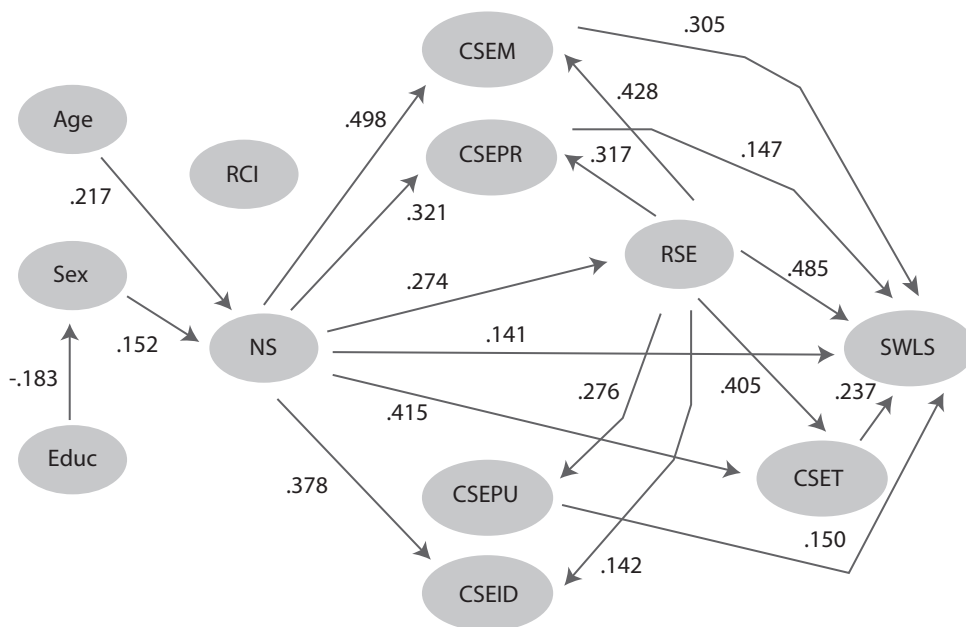 .305
CSEM
.428
Age
.498
CSEPR
.147
RCI
.317
.217
.321
RSE
Sex
.274
.485
.152
NS
.141
SWLS
-.183
.276
.405
.237
.415
Educ
.378
CSEPU
CSET
.150
.142
CSEID